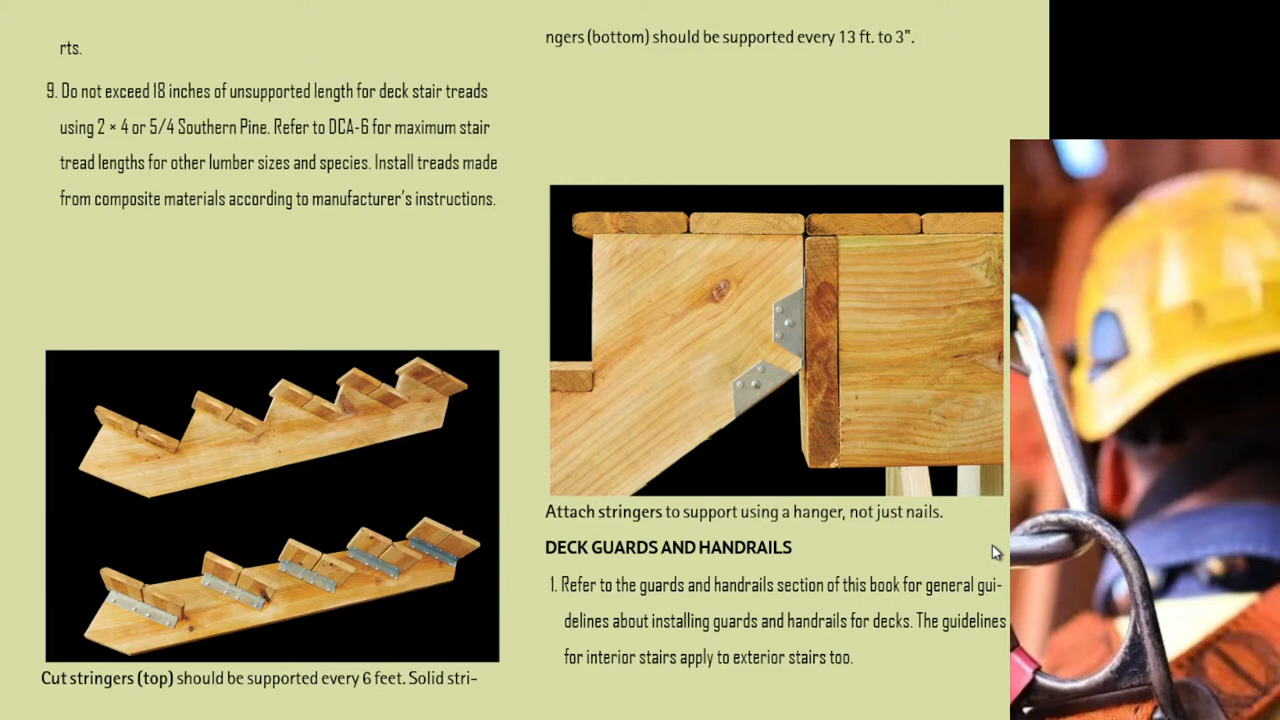 rts.
9. Do not exceed 18 inches of unsupported length for deck stair treads
using 2 × 4 or 5/4 Southern Pine. Refer to DCA-6 for maximum stair
tread lengths for other lumber sizes and species. Install treads made
from composite materials according to manufacturer's instructions.
Cut stringers (top) should be supported every 6 feet. Solid stri-
ngers (bottom) should be supported every 13 ft. to 3".
Attach stringers to support using a hanger, not just nails.
DECK GUARDS AND HANDRAILS
1. Refer to the guards and handrails section of this book for general gui-
delines about installing guards and handrails for decks. The guidelines
for interior stairs apply to exterior stairs too.